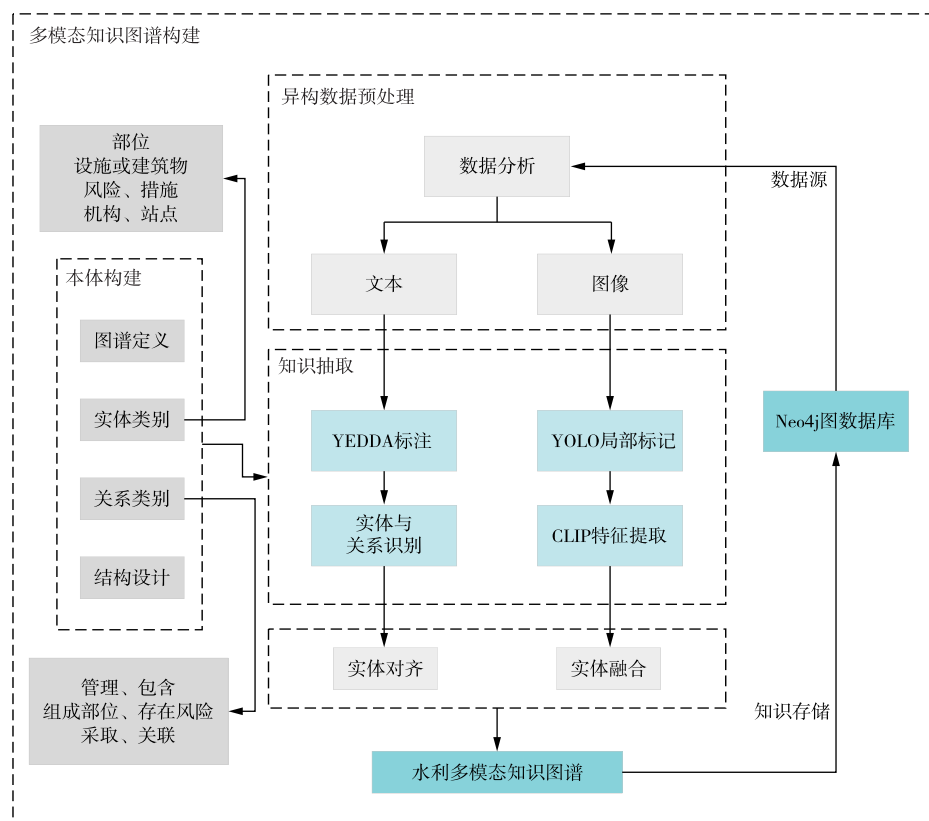 多模态知识图谱构建
异构数据预处理
部位
设施或建筑物
风险、措施
机构、站点
数据分析
数据源
本体构建
文本
图像
图谱定义
知识抽取
实体类别
YEDDA标注
YOLO局部标记
Neo4j图数据库
关系类别
实体与
关系识别
CLIP特征提取
结构设计
实体对齐
实体融合
管理、包含
组成部位、存在风险
采取、关联
知识存储
水利多模态知识图谱